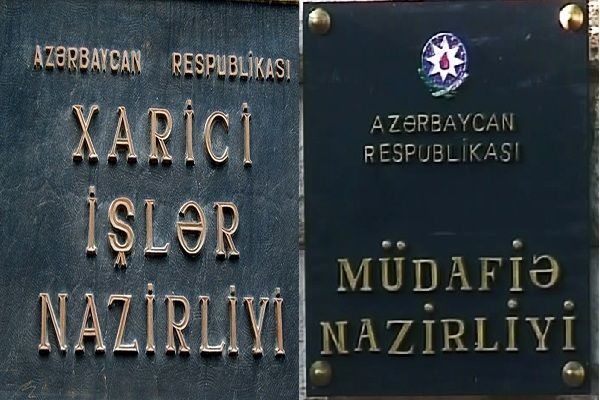 AZƏRBAYCAN RESPUBLİKASI
XARİCİ
İŞLƏR
NAZİRLİYİ
AZƏRBAYCAN
RESPUBLİKASI
MÜDAFİƏ
NAZİRLİYİ